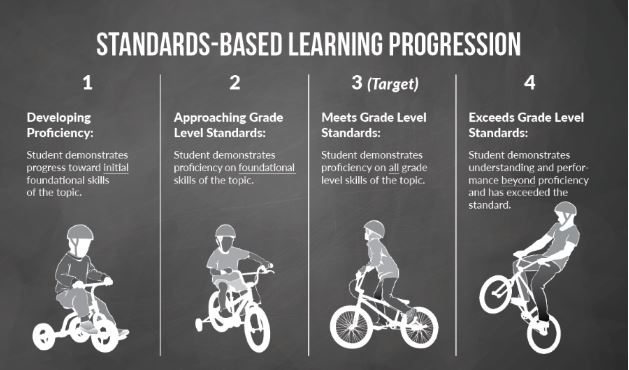 STANDARDS-BASED LEARNING PROGRESSION
1
Developing
Proficiency:
Student demonstrates
progress toward initial
foundational skills
of the topic.
2
Approaching Grade
Level Standards:
Student demonstrates
proficiency on foundational
skills of the topic.
3 (Target)
Meets Grade Level
Standards:
Student demonstrates
proficiency on all grade
level skills of the topic.
4
Exceeds Grade Level
Standards:
Student demonstrates
understanding and perfor-
mance beyond proficiency
and has exceeded the
standard.